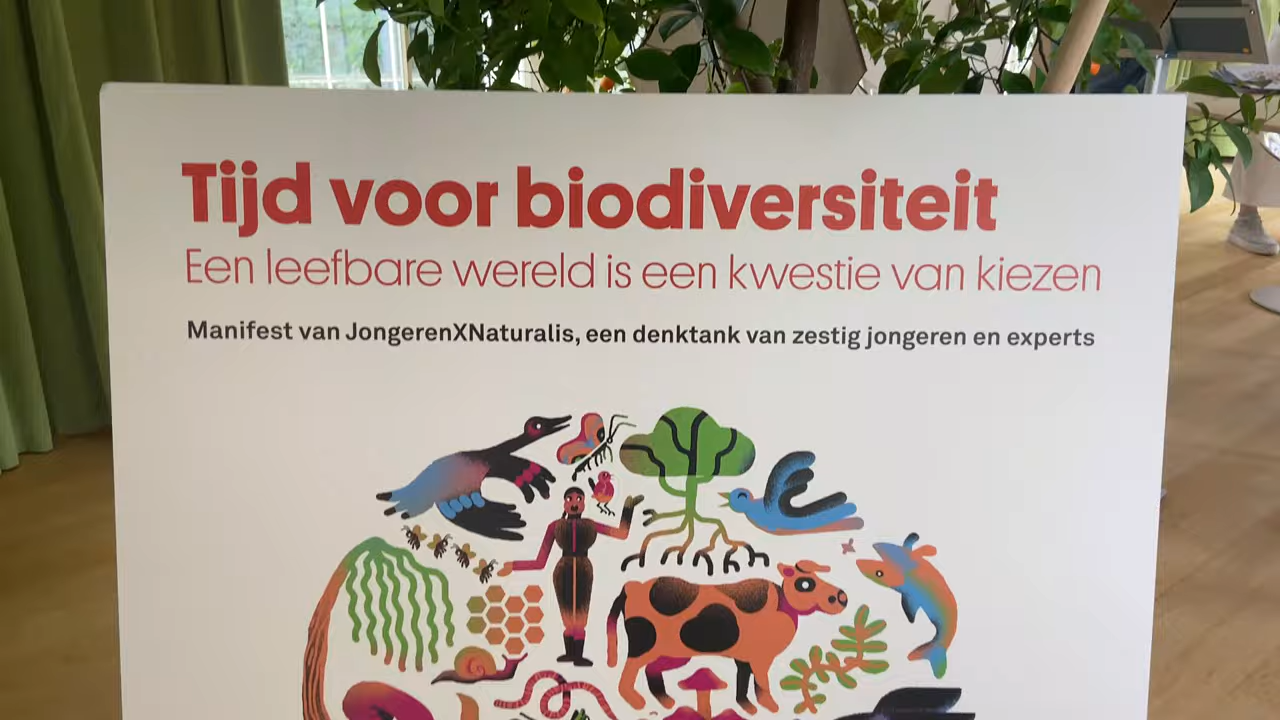 Tijd voor biodiversiteit
Een leefbare wereld is een kwestie van kiezen
Manifest van JongerenXNaturalis, een denktank van zestig jongeren en experts